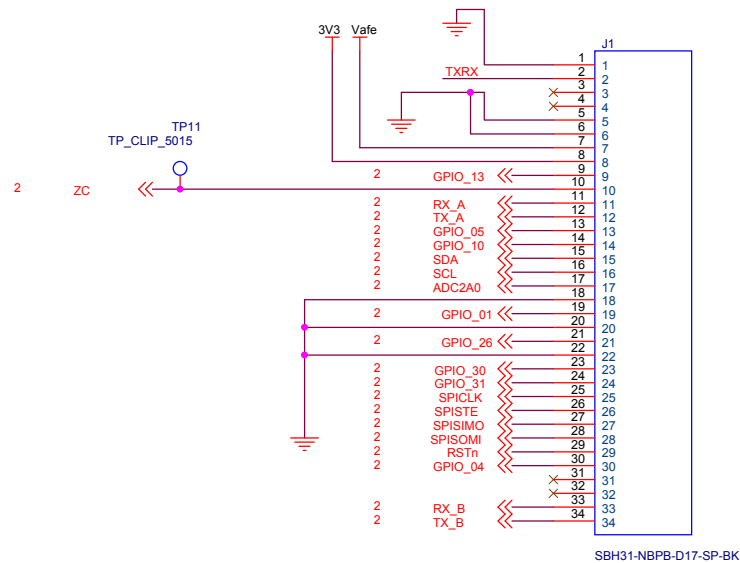 3V3 Vafe
J1
TXRX
TP11
TP_CLIP_5015
2 ZC
1 1
2 2
3 3
4 4
5 5
6 6
7 7
8 8
2 GPIO_13 9 9
10 10
2 RX_A 11 11
2 TX_A 12 12
2 GPIO_05 13 13
2 GPIO_10 14 14
2 SDA 15 15
2 SCL 16 16
2 ADC2A0 17 17
18 18
2 GPIO_01 19 19
20 20
2 GPIO_26 21 21
22 22
2 GPIO_30 23 23
2 GPIO_31 24 24
2 SPICLK 25 25
2 SPISTE 26 26
2 SPISIMO 27 27
2 SPISOMI 28 28
2 RSTn 29 29
2 GPIO_04 30 30
31 31
32 32
2 RX_B 33 33
2 TX_B 34 34
SBH31-NBPB-D17-SP-BK